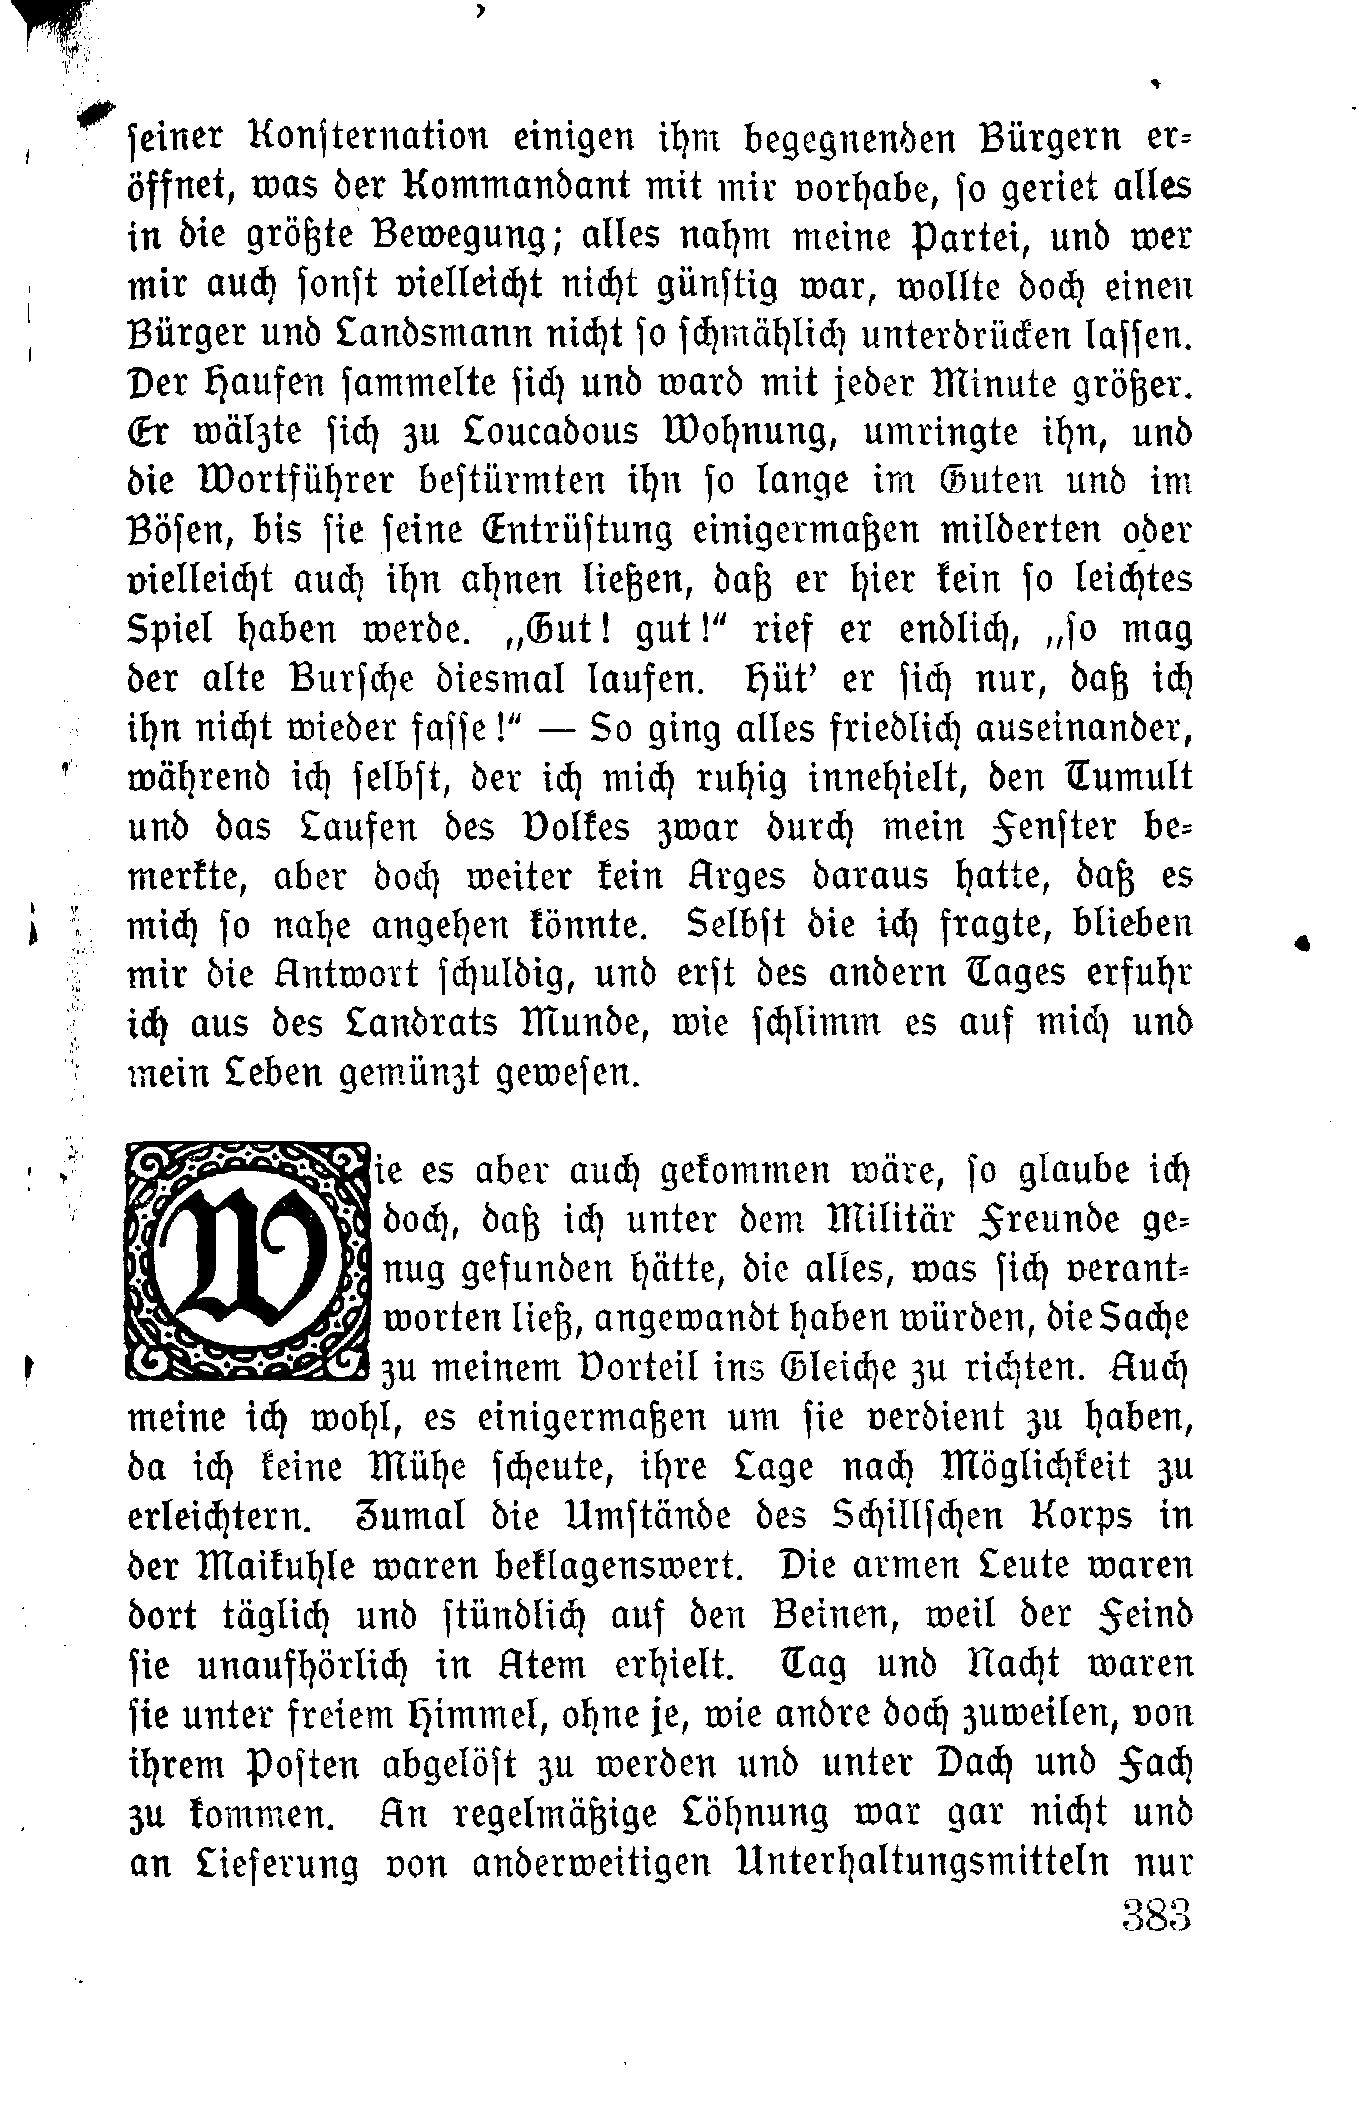 seiner Konsternation einigen ihm begegnenden Bürgern er-
öffnet, was der Kommandant mit mir vorhabe, so geriet alles
in die größte Bewegung; alles nahm meine Partei, und wer
mir auch sonst vielleicht nicht günstig war, wollte doch einen
Bürger und Landsmann nicht so schmählich unterdrücken lassen.
Der Haufen sammelte sich und ward mit jeder Minute größer.
Er wälzte sich zu Loucadous Wohnung, umringte ihn, und
die Wortführer bestürmten ihn so lange im Guten und im
Bösen, bis sie seine Entrüstung einigermaßen milderten oder
vielleicht auch ihn ahnen ließen, daß er hier kein so leichtes
Spiel haben werde. „Gut! gut!“ rief er endlich, „so mag
der alte Bursche diesmal laufen. Hüt' er sich nur, daß ich
ihn nicht wieder fasse!“ — So ging alles friedlich auseinander,
während ich selbst, der ich mich ruhig innehielt, den Tumult
und das Laufen des Volkes zwar durch mein Fenster be-
merkte, aber doch weiter kein Arges daraus hatte, daß es
mich so nahe angehen könnte. Selbst die ich fragte, blieben
mir die Antwort schuldig, und erst des andern Tages erfuhr
ich aus des Landrats Munde, wie schlimm es auf mich und
mein Leben gemünzt gewesen.
Wie es aber auch gekommen wäre, so glaube ich
doch, daß ich unter dem Militär Freunde ge-
nug gefunden hätte, die alles, was sich verant-
worten ließ, angewandt haben würden, die Sache
zu meinem Vorteil ins Gleiche zu richten. Auch
meine ich wohl, es einigermaßen um sie verdient zu haben,
da ich keine Mühe scheute, ihre Lage nach Möglichkeit zu
erleichtern. Zumal die Umstände des Schillschen Korps in
der Maikuhle waren beklagenswert. Die armen Leute waren
dort täglich und stündlich auf den Beinen, weil der Feind
sie unaufhörlich in Atem erhielt. Tag und Nacht waren
sie unter freiem Himmel, ohne je, wie andre doch zuweilen, von
ihrem Posten abgelöst zu werden und unter Dach und Fach
zu kommen. An regelmäßige Löhnung war gar nicht und
an Lieferung von anderweitigen Unterhaltungsmitteln nur
383